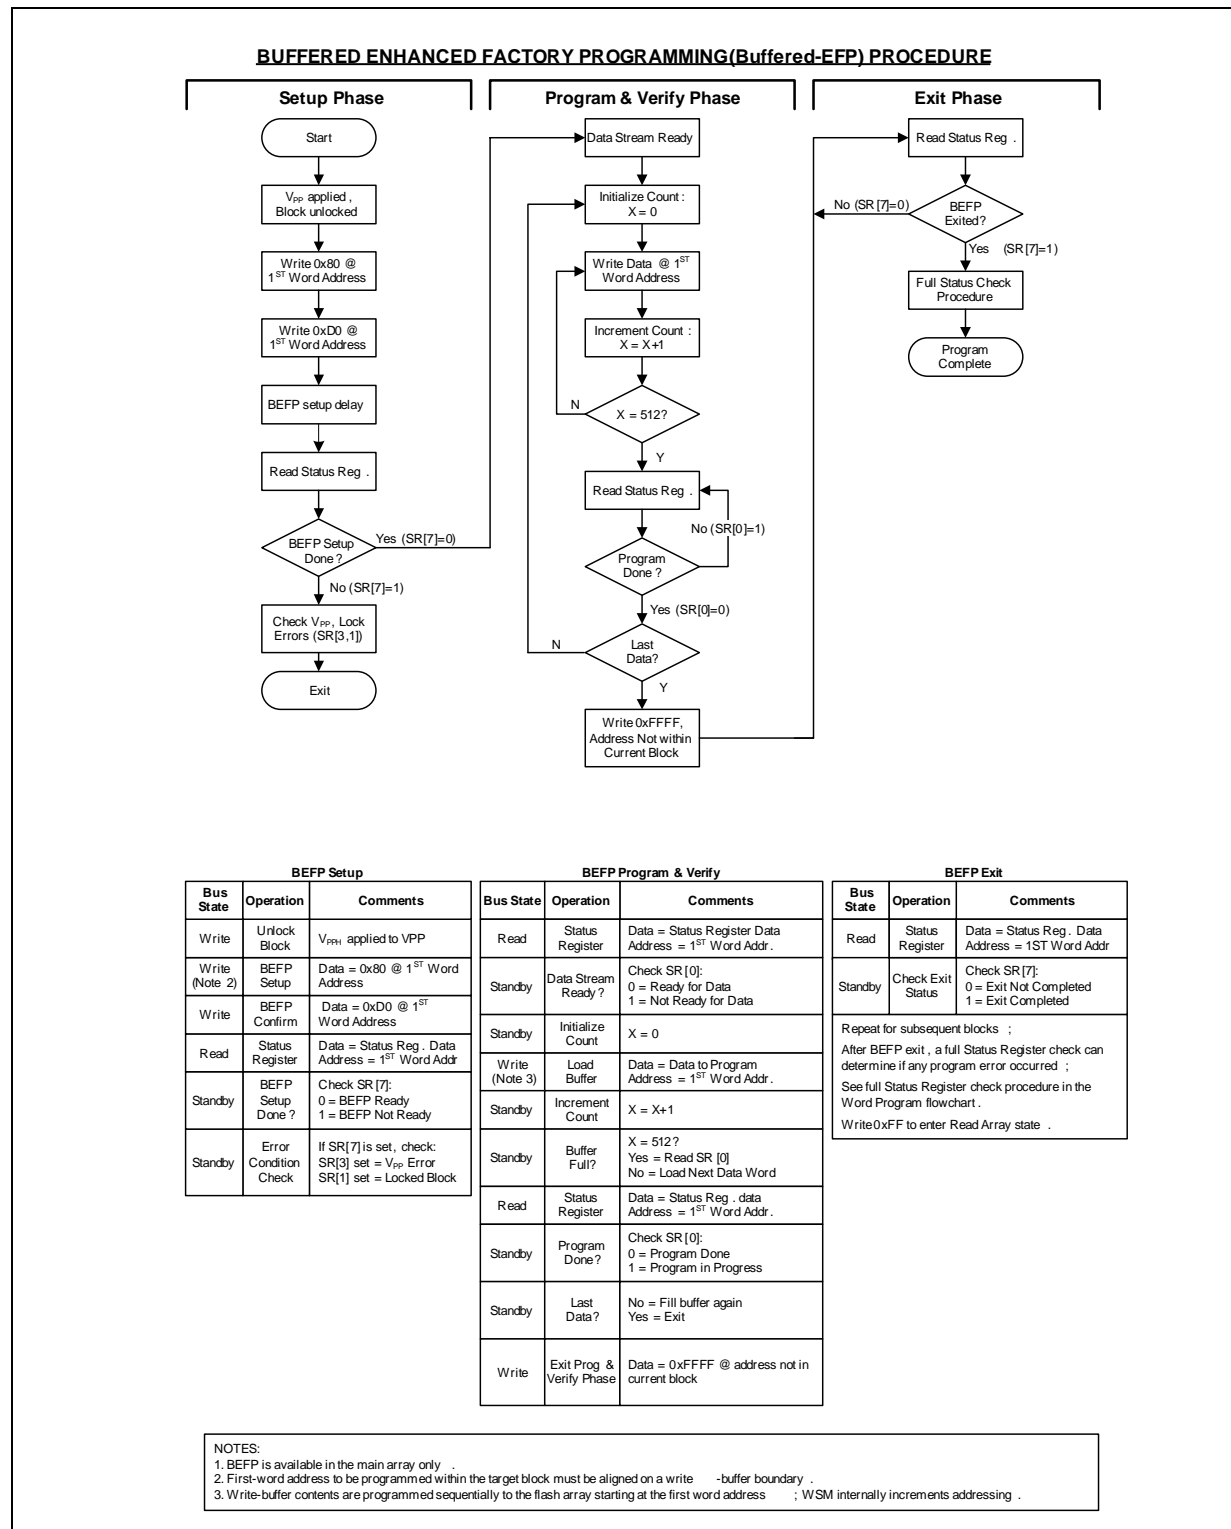 BUFFERED ENHANCED FACTORY PROGRAMMING(Buffered-EFP) PROCEDURE
Setup Phase
Start
VPP applied ,
Block unlocked
Write 0x80 @
1ST Word Address
Write 0xD0 @
1ST Word Address
BEFP setup delay
Read Status Reg .
BEFP Setup
Done ?
Yes (SR[7]=0)
No (SR[7]=1)
Check VPP, Lock
Errors (SR[3,1])
Exit
Program & Verify Phase
Data Stream Ready
Initialize Count :
X = 0
Write Data @ 1ST
Word Address
Increment Count :
X = X+1
N
X = 512?
Y
Read Status Reg .
No (SR[0]=1)
Program
Done ?
Yes (SR[0]=0)
N
Last
Data?
Y
Write 0xFFFF,
Address Not within
Current Block
Exit Phase
Read Status Reg .
No (SR[7]=0)
BEFP
Exited?
Yes (SR[7]=1)
Full Status Check
Procedure
Program
Complete
BEFP Setup
Bus State Operation Comments
Write Unlock Block VPPH applied to VPP
Write (Note 2) BEFP Setup Data = 0x80 @ 1ST Word Address
Write BEFP Confirm Data = 0xD0 @ 1ST Word Address
Read Status Register Data = Status Reg . Data Address = 1ST Word Addr
Standby BEFP Setup Done ? Check SR [7]:
0 = BEFP Ready
1 = BEFP Not Ready
Standby Error Condition Check If SR[7] is set, check:
SR[3] set = VPP Error
SR[1] set = Locked Block
BEFP Program & Verify
Bus State Operation Comments
Read Status Register Data = Status Register Data
Address = 1ST Word Addr.
Standby Data Stream Ready ? Check SR [0]:
0 = Ready for Data
1 = Not Ready for Data
Standby Initialize Count X = 0
Write (Note 3) Load Buffer Data = Data to Program
Address = 1ST Word Addr.
Standby Increment Count X = X+1
Standby Buffer Full? X = 512?
Yes = Read SR [0]
No = Load Next Data Word
Read Status Register Data = Status Reg . data
Address = 1ST Word Addr.
Standby Program Done? Check SR [0]:
0 = Program Done
1 = Program in Progress
Standby Last Data? No = Fill buffer again
Yes = Exit
Write Exit Prog & Verify Phase Data = 0xFFFF @ address not in
current block
BEFP Exit
Bus State Operation Comments
Read Status Register Data = Status Reg . Data
Address = 1ST Word Addr
Standby Check Exit Status Check SR [7]:
0 = Exit Not Completed
1 = Exit Completed
Repeat for subsequent blocks ;
After BEFP exit , a full Status Register check can
determine if any program error occurred ;
See full Status Register check procedure in the
Word Program flowchart .
Write 0xFF to enter Read Array state .
NOTES:
1. BEFP is available in the main array only .
2. First-word address to be programmed within the target block must be aligned on a write -buffer boundary .
3. Write-buffer contents are programmed sequentially to the flash array starting at the first word address ; WSM internally increments addressing .